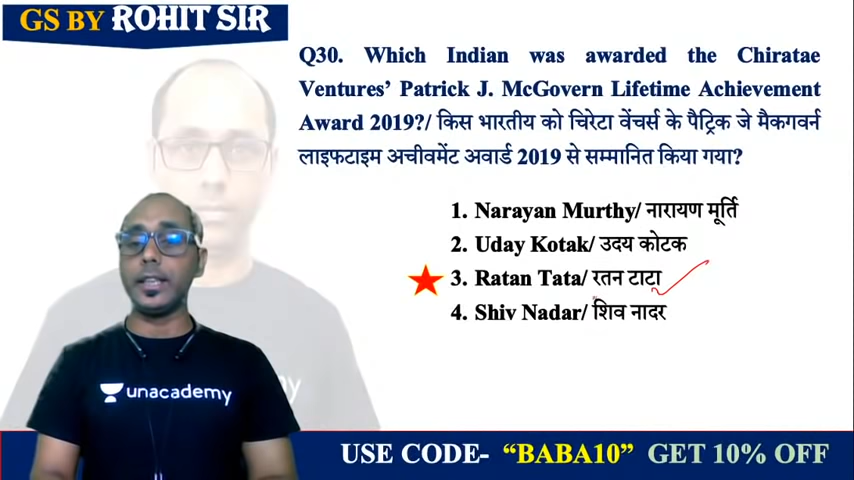 GS BY ROHIT SIR
Q30. Which Indian was awarded the Chiratae
Ventures’ Patrick J. McGovern Lifetime Achievement
Award 2019?/ किस भारतीय को चिरेटा वेंचर्स के पैट्रिक जे मैकगवर्न
लाइफटाइम अचीवमेंट अवार्ड 2019 से सम्मानित किया गया?
1. Narayan Murthy/ नारायण मूर्ति
2. Uday Kotak/ उदय कोटक
3. Ratan Tata/ रतन टाटा
4. Shiv Nadar/ शिव नादर
unacademy
USE CODE- “BABA10” GET 10% OFF